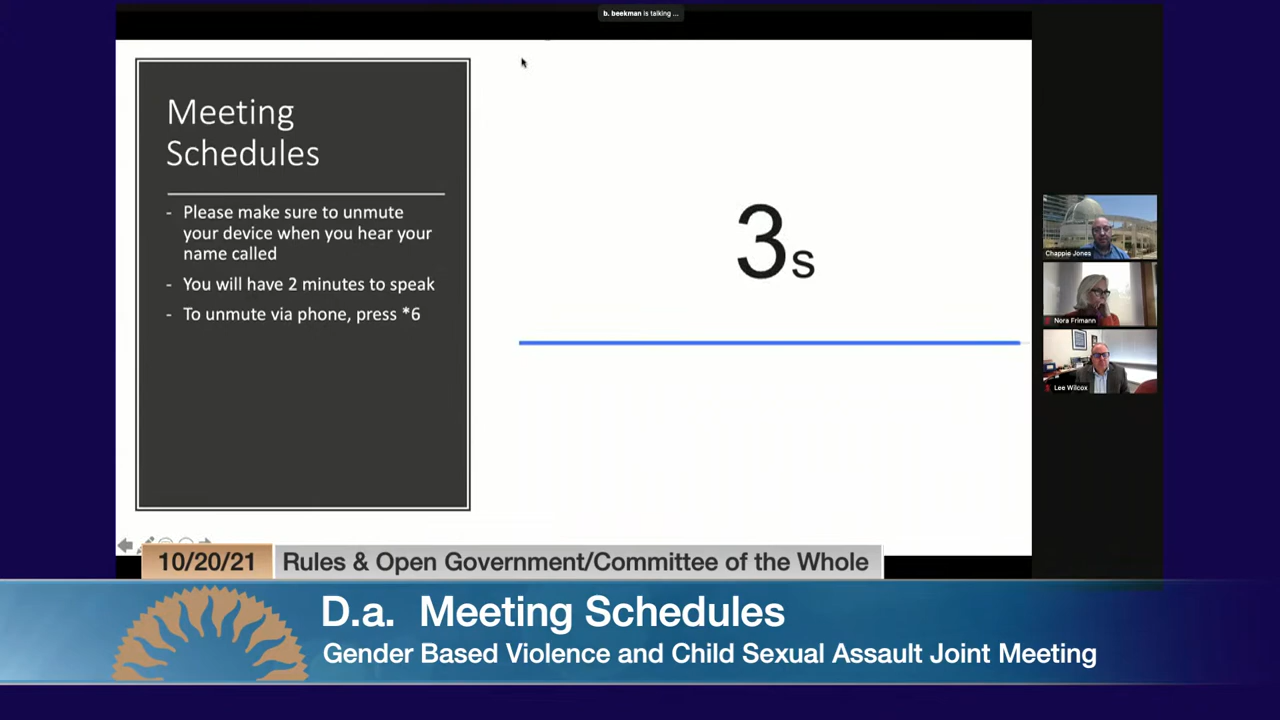 b. beekman is talking ...
Meeting
Schedules
- Please make sure to unmute
your device when you hear your
name called
- You will have 2 minutes to speak
- To unmute via phone, press *6
3s
Chappie Jones
Nora Frimann
Lee Wilcox
10/20/21
Rules & Open Government/Committee of the Whole
D.a. Meeting Schedules
Gender Based Violence and Child Sexual Assault Joint Meeting